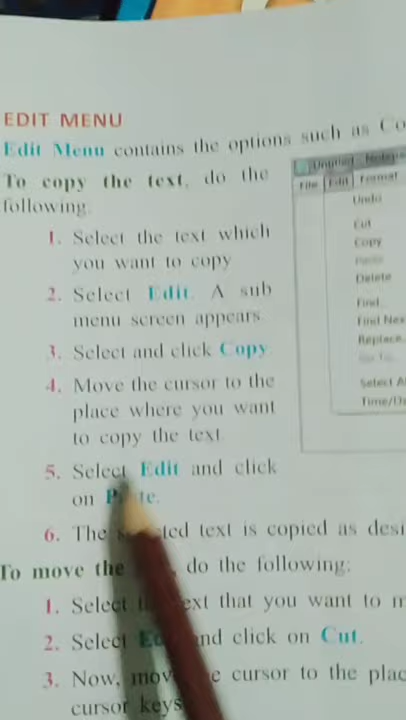 EDIT MENU
Edit Menu contains the options such as Co
To copy the text, do the
following.
1. Select the text which
you want to copy
2. Select Edit. A sub
menu screen appears
3. Select and click Copy
4. Move the cursor to the
place where you want
to copy the text
5. Select Edit and click
on
6. The text is copied as desi
To move the do the following:
1. Select text that you want to m
2. Select and click on Cut.
3. Now, cursor to the plac
cursor keys
Untitled Notepa
File Edit Format
Undo
Cut
Copy
Paste
Delete
Find
Find Nex
Replace
Select A
Time/Da